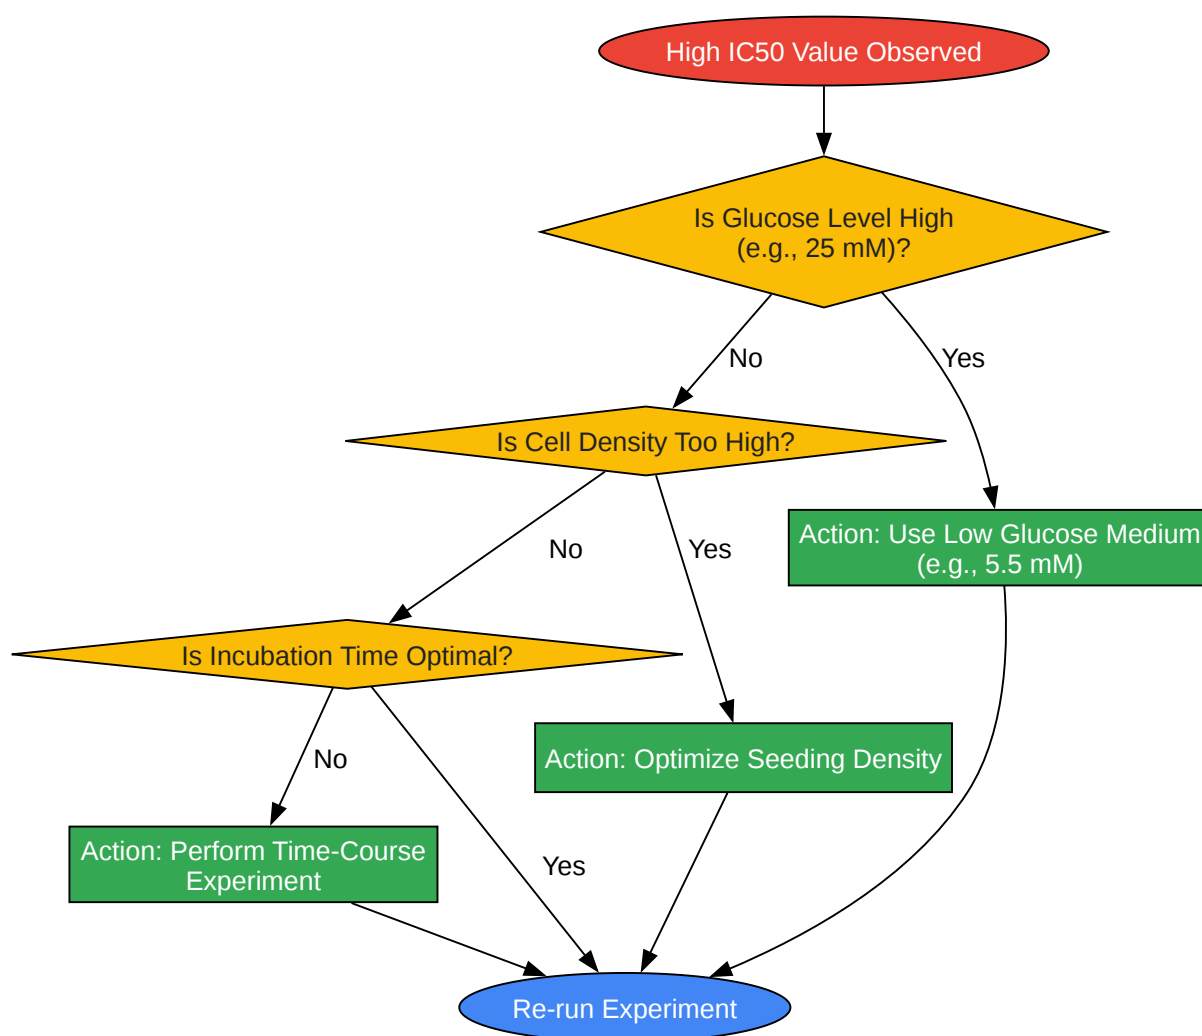 High IC50 Value Observed
Is Glucose Level High
(e.g., 25 mM)?
No
Yes
Is Cell Density Too High?
Action: Use Low Glucose Medium
(e.g., 5.5 mM)
No
Yes
Is Incubation Time Optimal?
No
Action: Optimize Seeding Density
Action: Perform Time-Course
Experiment
Yes
Re-run Experiment